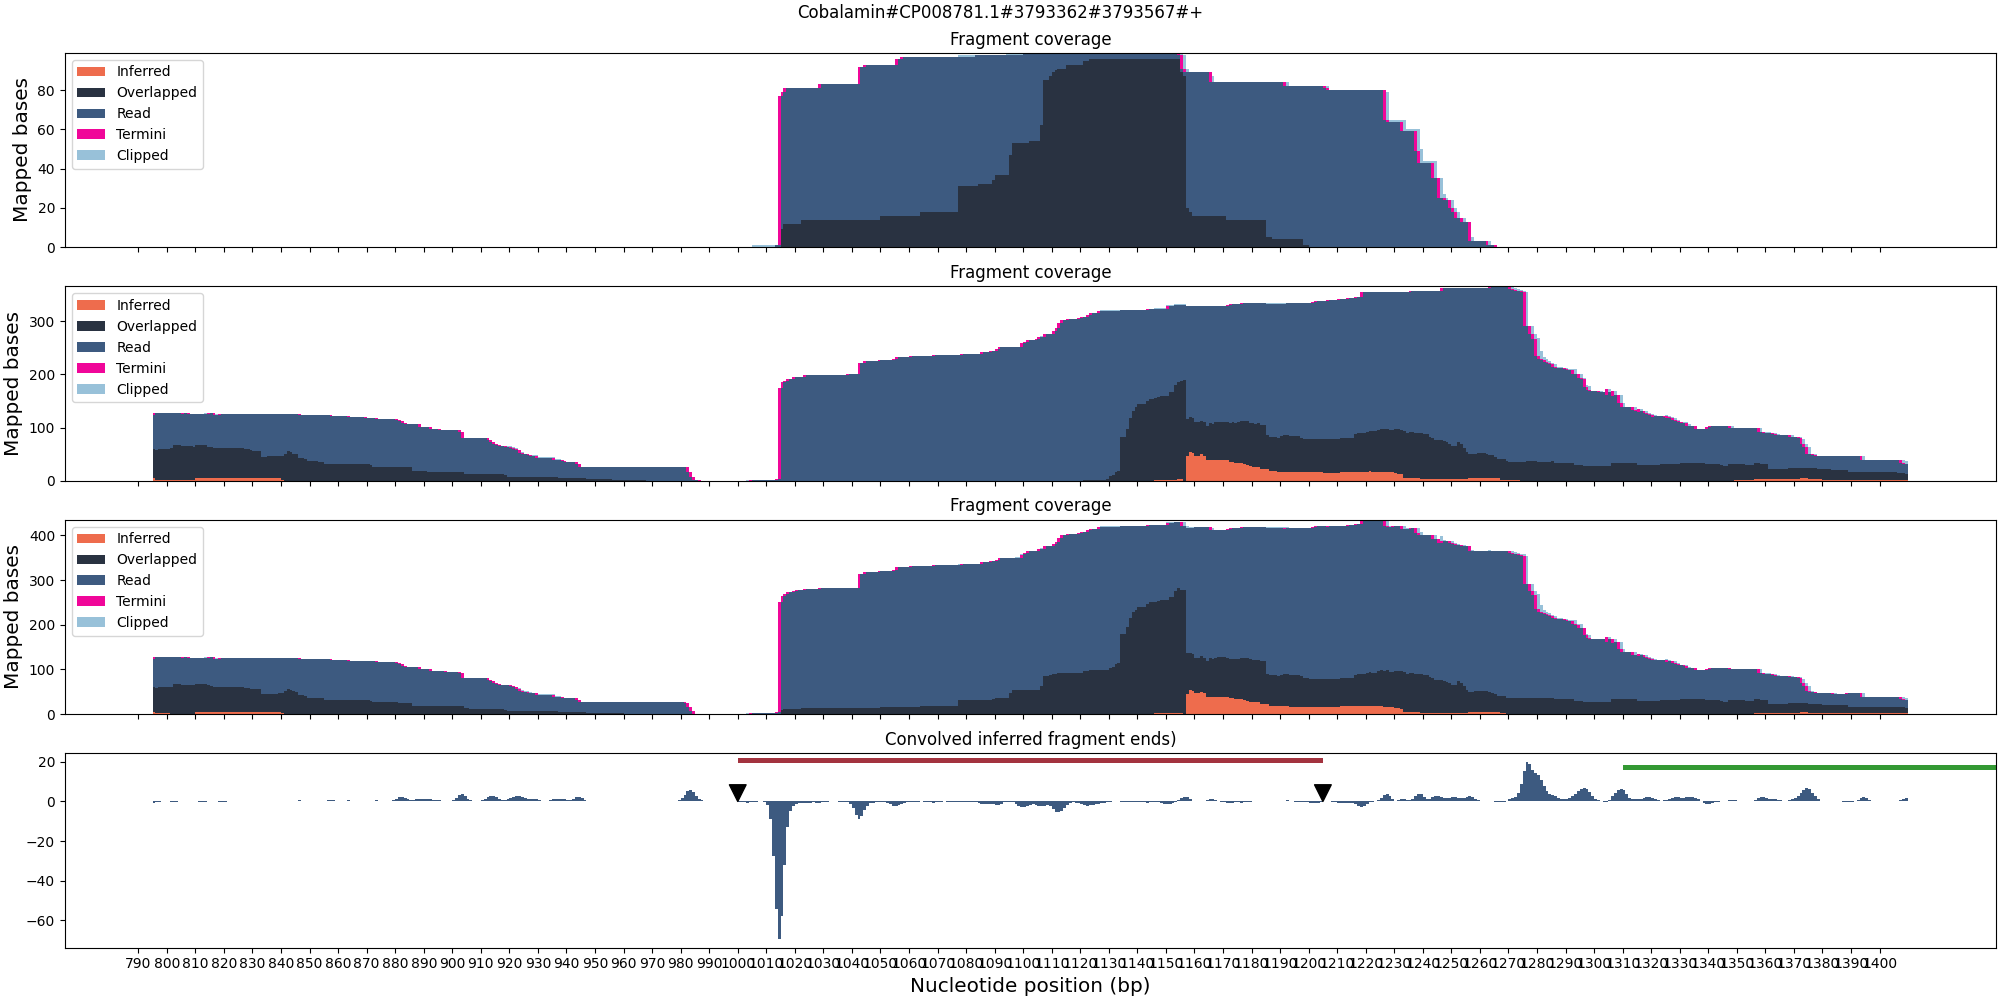 Cobalamin#CP008781.1#3793362#3793567#+
Fragment coverage
Mapped bases
80
60
40
20
0
Inferred
Overlapped
Read
Termini
Clipped
Fragment coverage
Mapped bases
300
200
100
0
Inferred
Overlapped
Read
Termini
Clipped
Fragment coverage
Mapped bases
400
300
200
100
0
Inferred
Overlapped
Read
Termini
Clipped
Convolved inferred fragment ends)
20
0
−20
−40
−60
790 800 810 820 830 840 850 860 870 880 890 900 910 920 930 940 950 960 970 980 990 1000 1010 1020 1030 1040 1050 1060 1070 1080 1090 1100 1110 1120 1130 1140 1150 1160 1170 1180 1190 1200 1210 1220 1230 1240 1250 1260 1270 1280 1290 1300 1310 1320 1330 1340 1350 1360 1370 1380 1390 1400
Nucleotide position (bp)